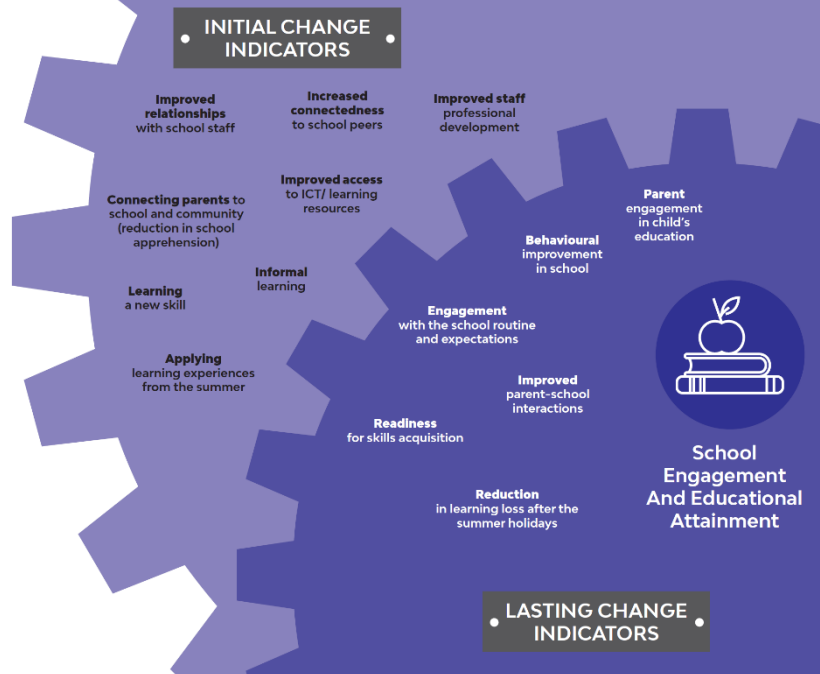 INITIAL CHANGE
INDICATORS
Improved
relationships
with school staff
Increased
connectedness
to school peers
Improved staff
professional
development
Connecting parents to
school and community
(reduction in school
apprehension)
Improved access
to ICT/ learning
resources
Learning
a new skill
Informal
learning
Applying
learning experiences
from the summer
Parent
engagement
in child's
education
Behavioural
improvement
in school
Engagement
with the school routine
and expectations
Improved
parent-school
interactions
Readiness
for skills acquisition
Reduction
in learning loss after the
summer holidays
School
Engagement
And Educational
Attainment
LASTING CHANGE
INDICATORS